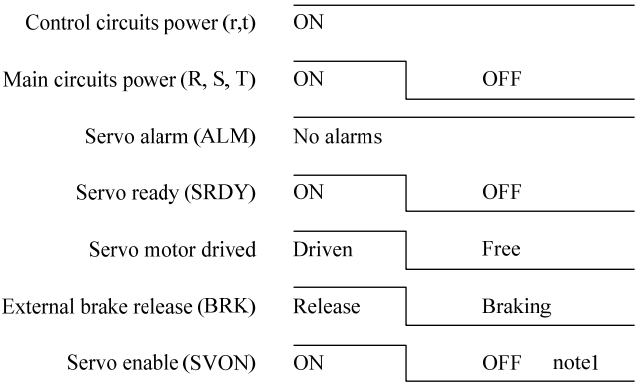 Control circuits power (r,t) ON
Main circuits power (R, S, T) ON OFF
Servo alarm (ALM) No alarms
Servo ready (SRDY) ON OFF
Servo motor drived Driven Free
External brake release (BRK) Release Braking
Servo enable (SVON) ON OFF note1